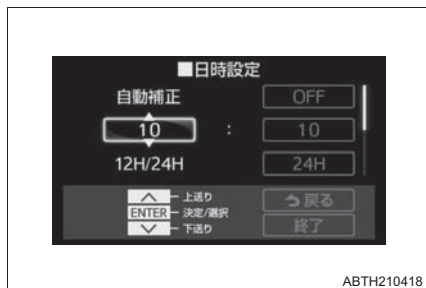 ■日時設定
自動補正 OFF
10 : 10
12H/24H 24H
上送り
ENTER 決定/選択
下送り
戻る
終了
ABTH210418